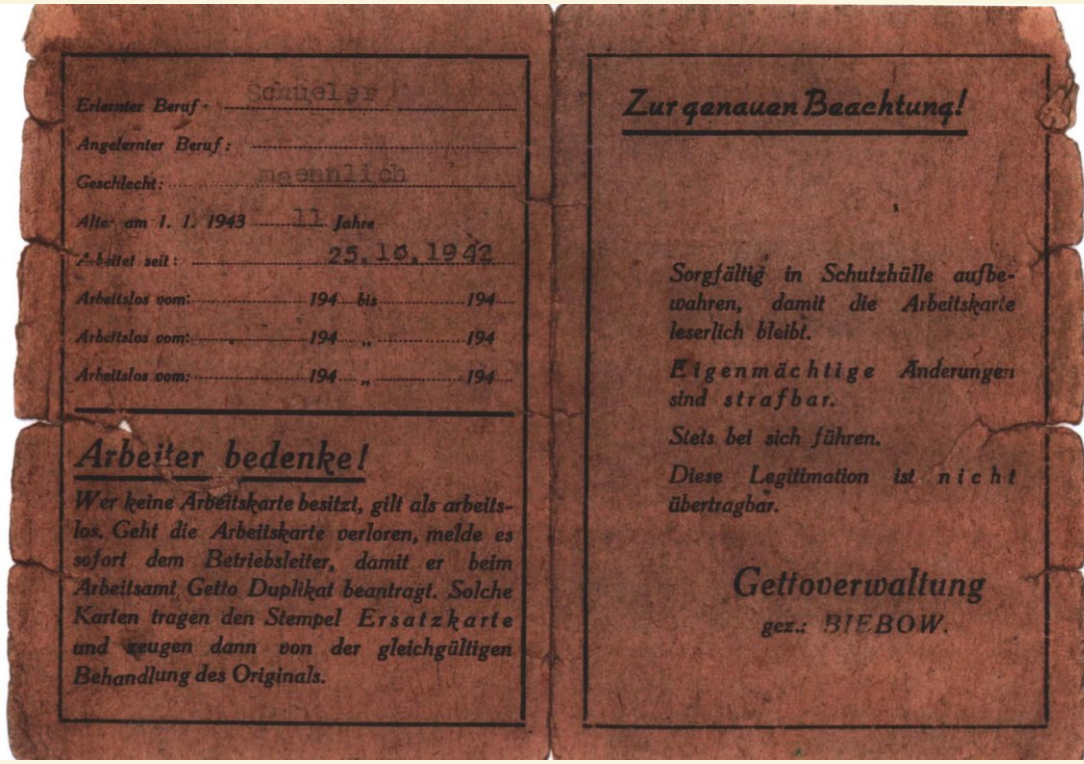 Erlernter Beruf: Schueler
Angelernter Beruf:
Geschlecht: maennlich
Alter am 1. 1. 1943 11 Jahre
Arbeitet seit: 25.10.1942
Arbeitslos vom: 194 bis 194
Arbeitslos vom: 194 „ 194
Arbeitslos vom: 194 „ 194
Arbeiter bedenke!
Wer keine Arbeitskarte besitzt, gilt als arbeits-
los. Geht die Arbeitskarte verloren, melde es
sofort dem Betriebsleiter, damit er beim
Arbeitsamt Getto Duplikat beantragt. Solche
Karten tragen den Stempel Ersatzkarte
und zeugen dann von der gleichgültigen
Behandlung des Originals.
Zur genauen Beachtung!
Sorgfältig in Schutzhülle aufbe-
wahren, damit die Arbeitskarte
leserlich bleibt.
Eigenmächtige Änderungen
sind strafbar.
Stets bei sich führen.
Diese Legitimation ist nicht
übertragbar.
Gettoverwaltung
gez.: BIEBOW.